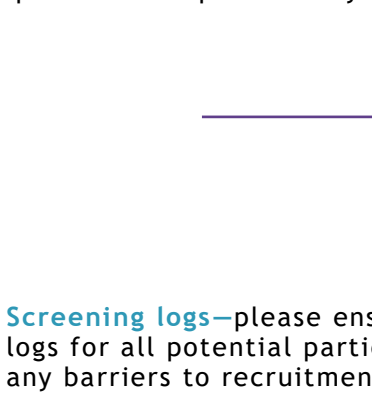 Screening logs—please ens
logs for all potential parti
any barriers to recruitmen